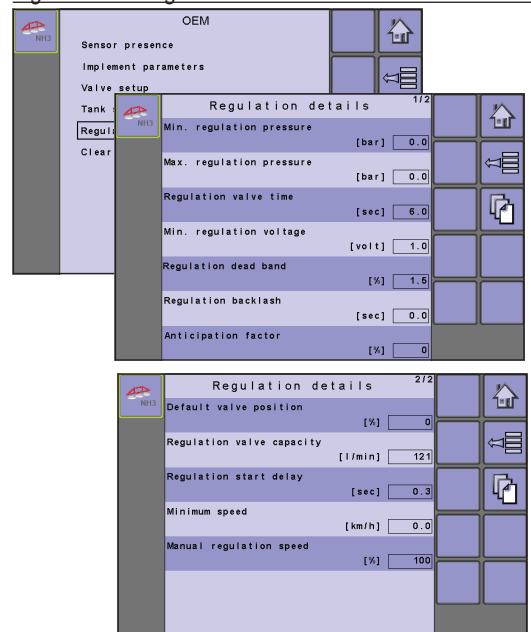 OEM
NH3
Sensor presence
Implement parameters
Valve setup
Tank
Clear
1/2
Regulation details
NH3
Min. regulation pressure
[bar] 0.0
Max. regulation pressure
[bar] 0.0
Regulation valve time
[sec] 6.0
Min. regulation voltage
[volt] 1.0
Regulation dead band
[%] 1.5
Regulation backlash
[sec] 0.0
Anticipation factor
[%] 0
2/2
Regulation details
NH3
Default valve position
[%] 0
Regulation valve capacity
[l/min] 121
Regulation start delay
[sec] 0.3
Minimum speed
[km/h] 0.0
Manual regulation speed
[%] 100